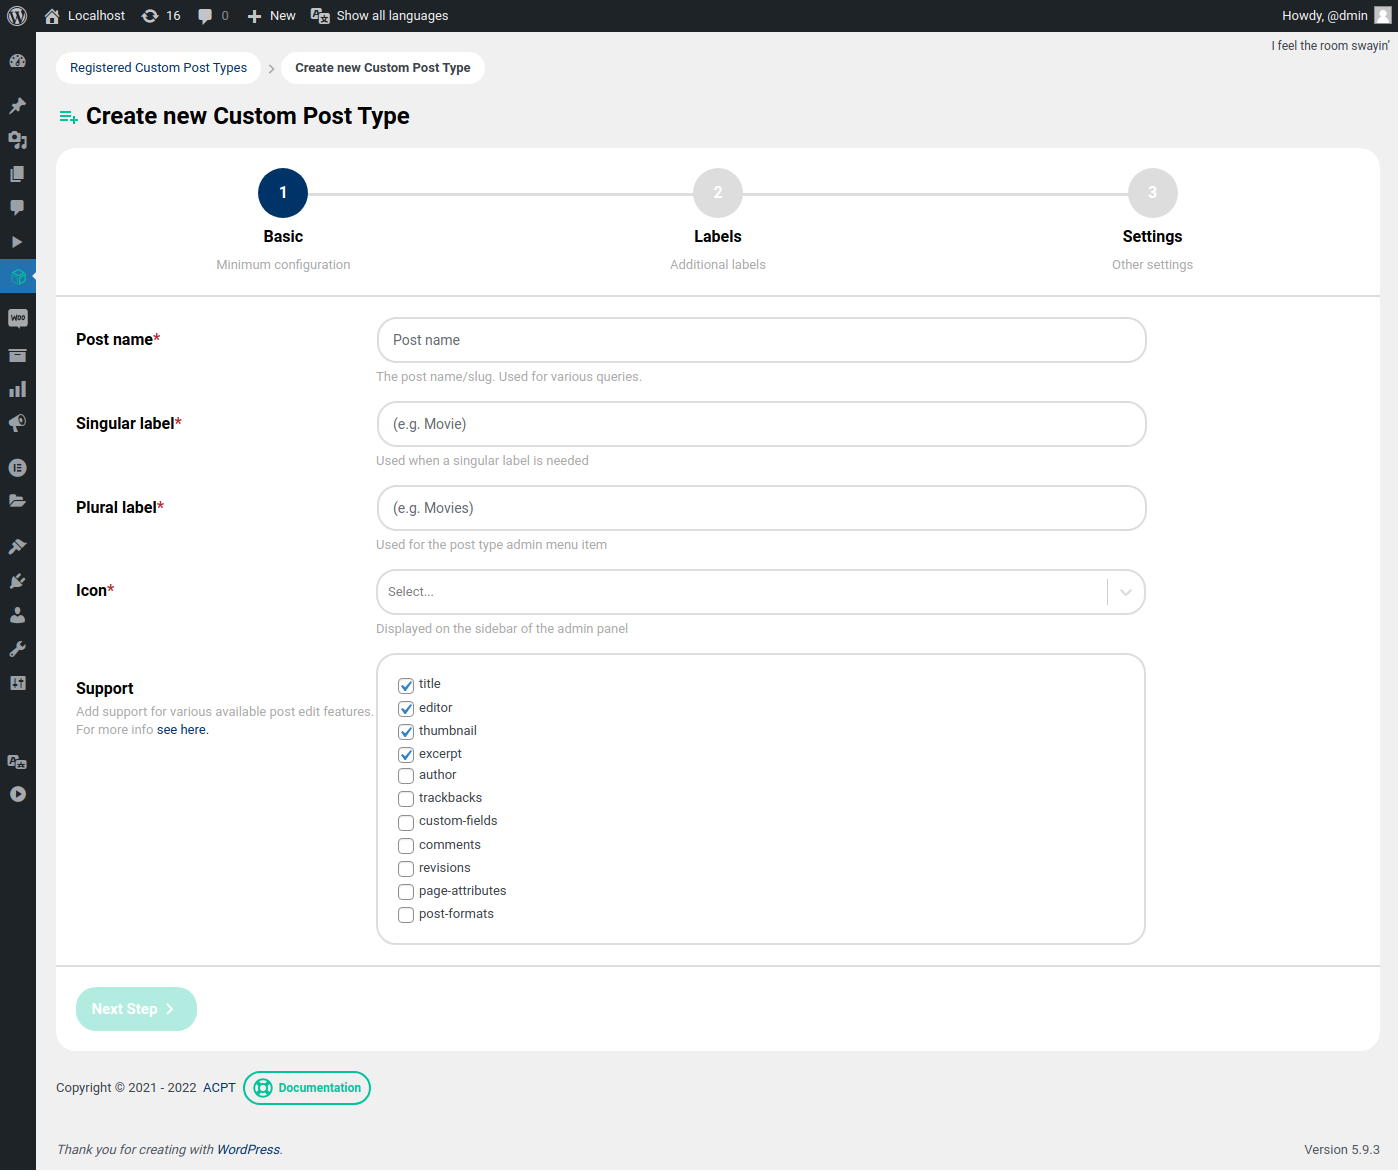 Localhost 16 0 New Show all languages Howdy, @dmin
I feel the room swayin’
Registered Custom Post Types Create new Custom Post Type
Create new Custom Post Type
1 2 3
Basic Labels Settings
Minimum configuration Additional labels Other settings
Post name*
Post name
The post name/slug. Used for various queries.
Singular label*
(e.g. Movie)
Used when a singular label is needed
Plural label*
(e.g. Movies)
Used for the post type admin menu item
Icon*
Select...
Displayed on the sidebar of the admin panel
Support
Add support for various available post edit features.
For more info see here.
title
editor
thumbnail
excerpt
author
trackbacks
custom-fields
comments
revisions
page-attributes
post-formats
Next Step
Copyright © 2021 - 2022 ACPT Documentation
Thank you for creating with WordPress. Version 5.9.3